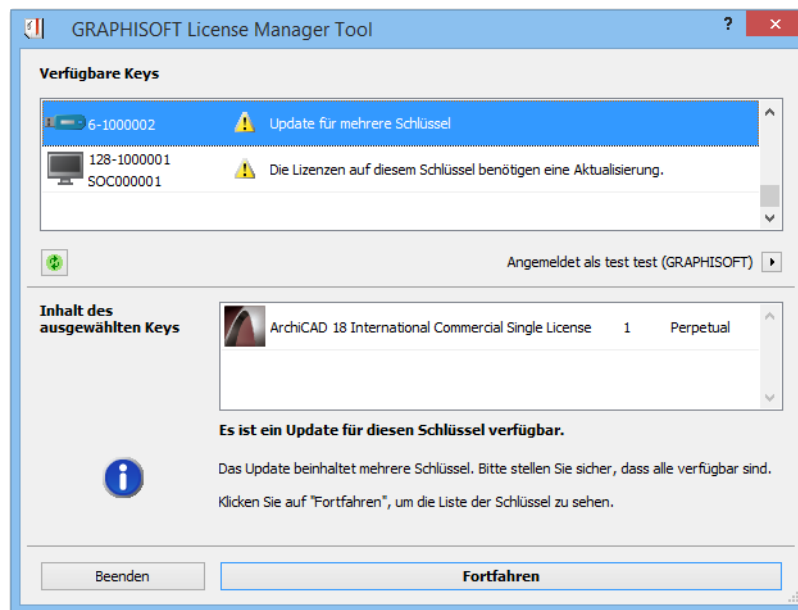 GRAPHISOFT License Manager Tool
Verfügbare Keys
6-1000002 Update für mehrere Schlüssel
128-1000001
SOC000001
Die Lizenzen auf diesem Schlüssel benötigen eine Aktualisierung.
Angemeldet als test test (GRAPHISOFT)
Inhalt des
ausgewählten Keys
ArchiCAD 18 International Commercial Single License 1 Perpetual
Es ist ein Update für diesen Schlüssel verfügbar.
Das Update beinhaltet mehrere Schlüssel. Bitte stellen Sie sicher, dass alle verfügbar sind.
Klicken Sie auf "Fortfahren", um die Liste der Schlüssel zu sehen.
Beenden
Fortfahren